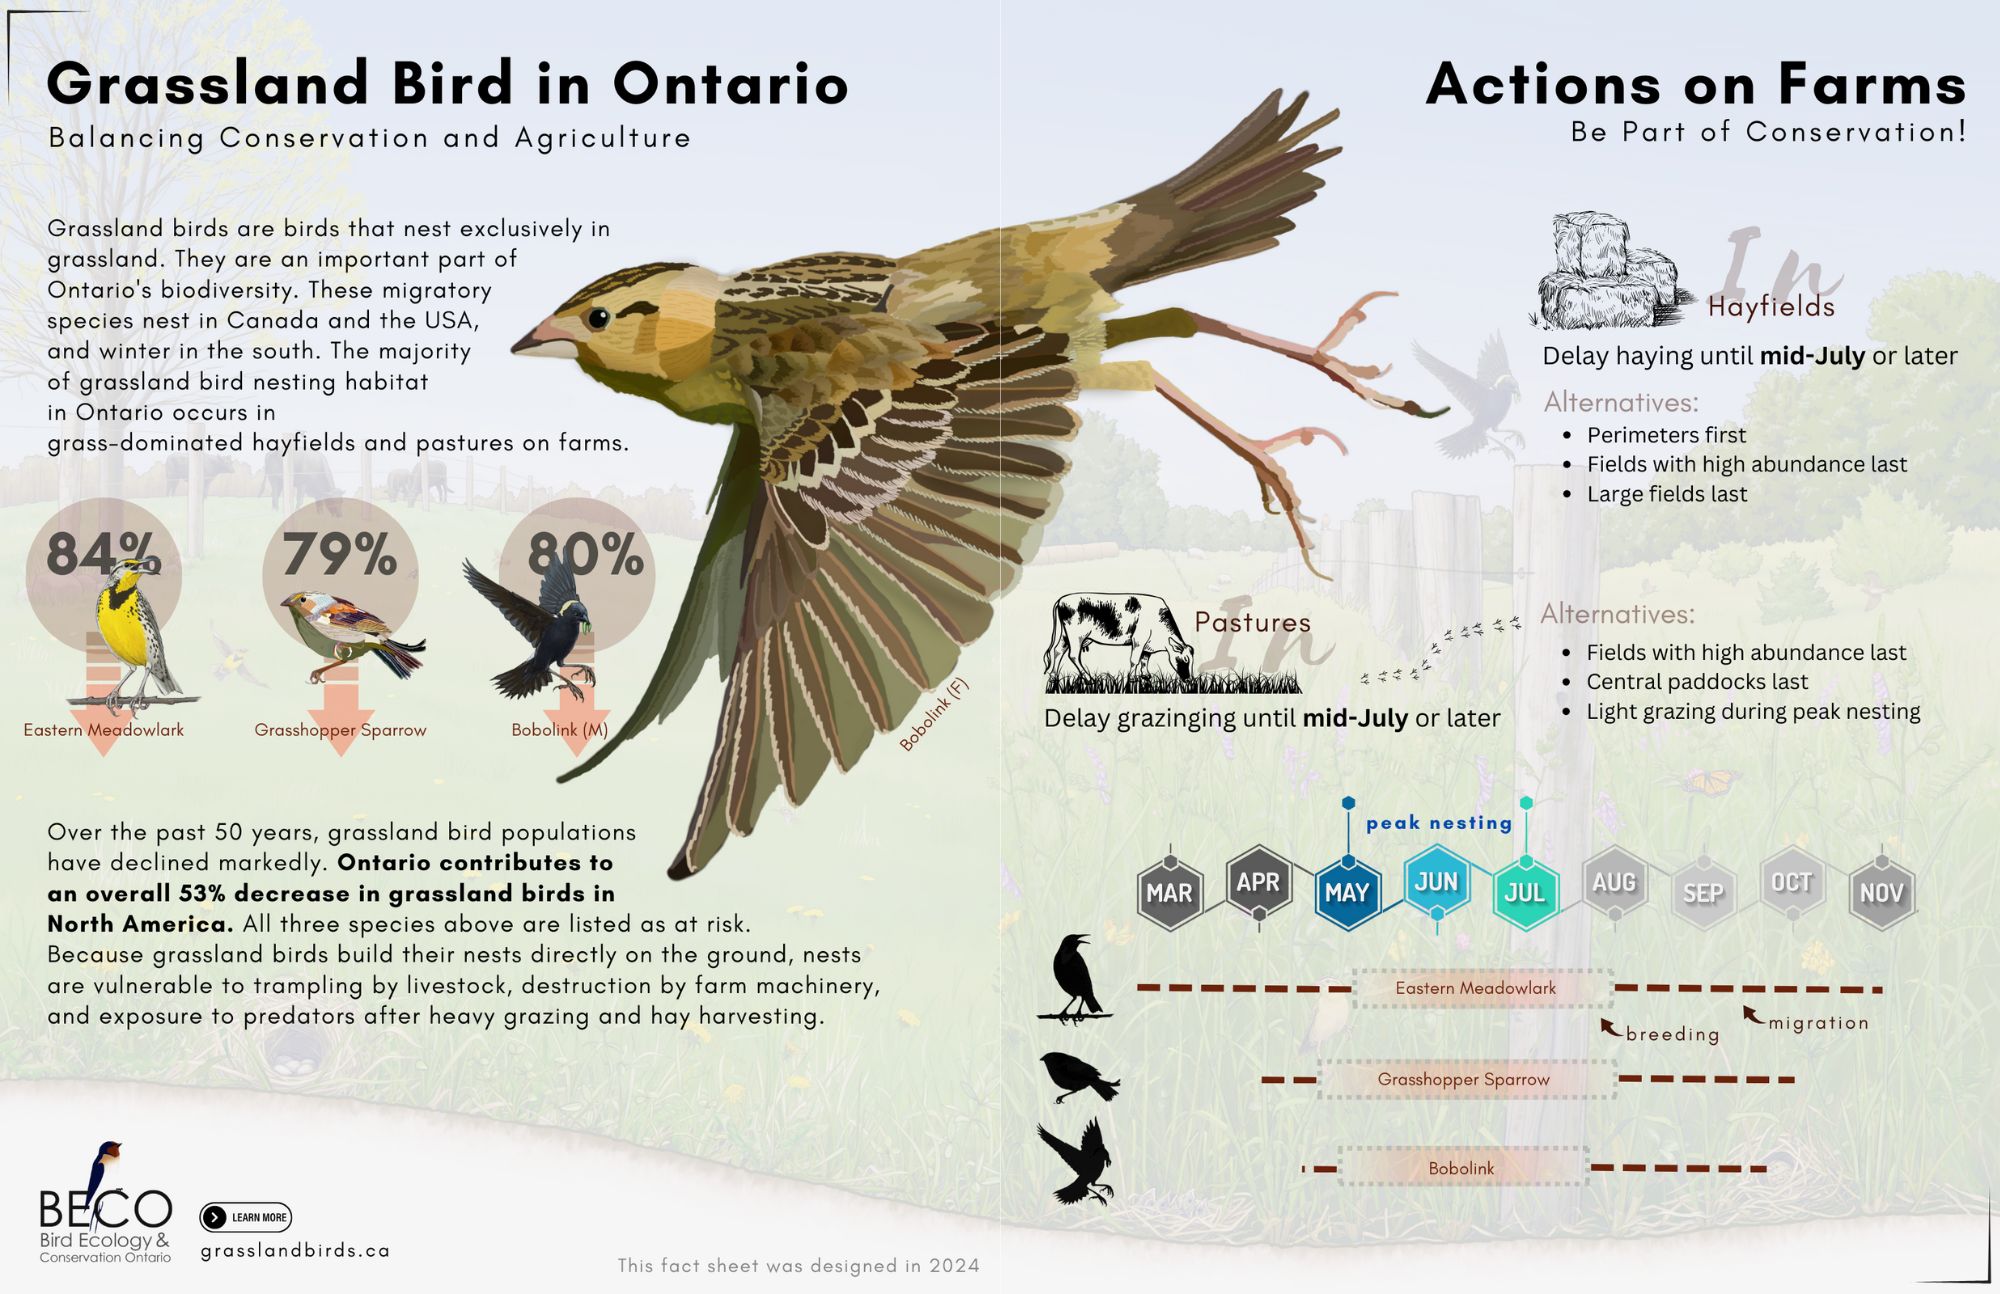 Grassland Bird in Ontario
Balancing Conservation and Agriculture
Grassland birds are birds that nest exclusively in
grassland. They are an important part of
Ontario's biodiversity. These migratory
species nest in Canada and the USA,
and winter in the south. The majority
of grassland bird nesting habitat
in Ontario occurs in
grass-dominated hayfields and pastures on farms.
84%
79%
80%
Eastern Meadowlark
Grasshopper Sparrow
Bobolink (M)
Bobolink (F)
Over the past 50 years, grassland bird populations
have declined markedly. Ontario contributes to
an overall 53% decrease in grassland birds in
North America. All three species above are listed as at risk.
Because grassland birds build their nests directly on the ground, nests
are vulnerable to trampling by livestock, destruction by farm machinery,
and exposure to predators after heavy grazing and hay harvesting.
BECO
Bird Ecology &
Conservation Ontario
LEARN MORE
grasslandbirds.ca
This fact sheet was designed in 2024
Actions on Farms
Be Part of Conservation!
In
Hayfields
Delay haying until mid-July or later
Alternatives:
• Perimeters first
• Fields with high abundance last
• Large fields last
In
Pastures
Delay grazinging until mid-July or later
Alternatives:
• Fields with high abundance last
• Central paddocks last
• Light grazing during peak nesting
peak nesting
MAR
APR
MAY
JUN
JUL
AUG
SEP
OCT
NOV
Eastern Meadowlark
breeding
migration
Grasshopper Sparrow
Bobolink